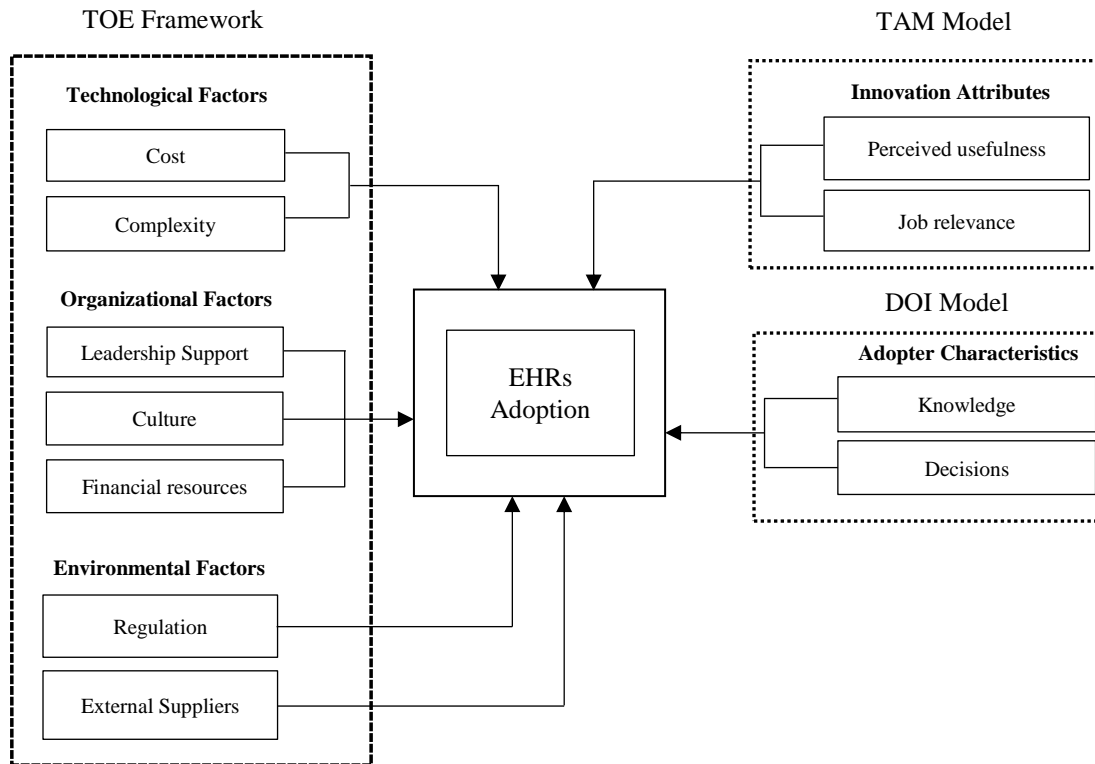 TOE Framework
Technological Factors
Cost
Complexity
Organizational Factors
Leadership Support
Culture
Financial resources
Environmental Factors
Regulation
External Suppliers
EHRs
Adoption
TAM Model
Innovation Attributes
Perceived usefulness
Job relevance
DOI Model
Adopter Characteristics
Knowledge
Decisions